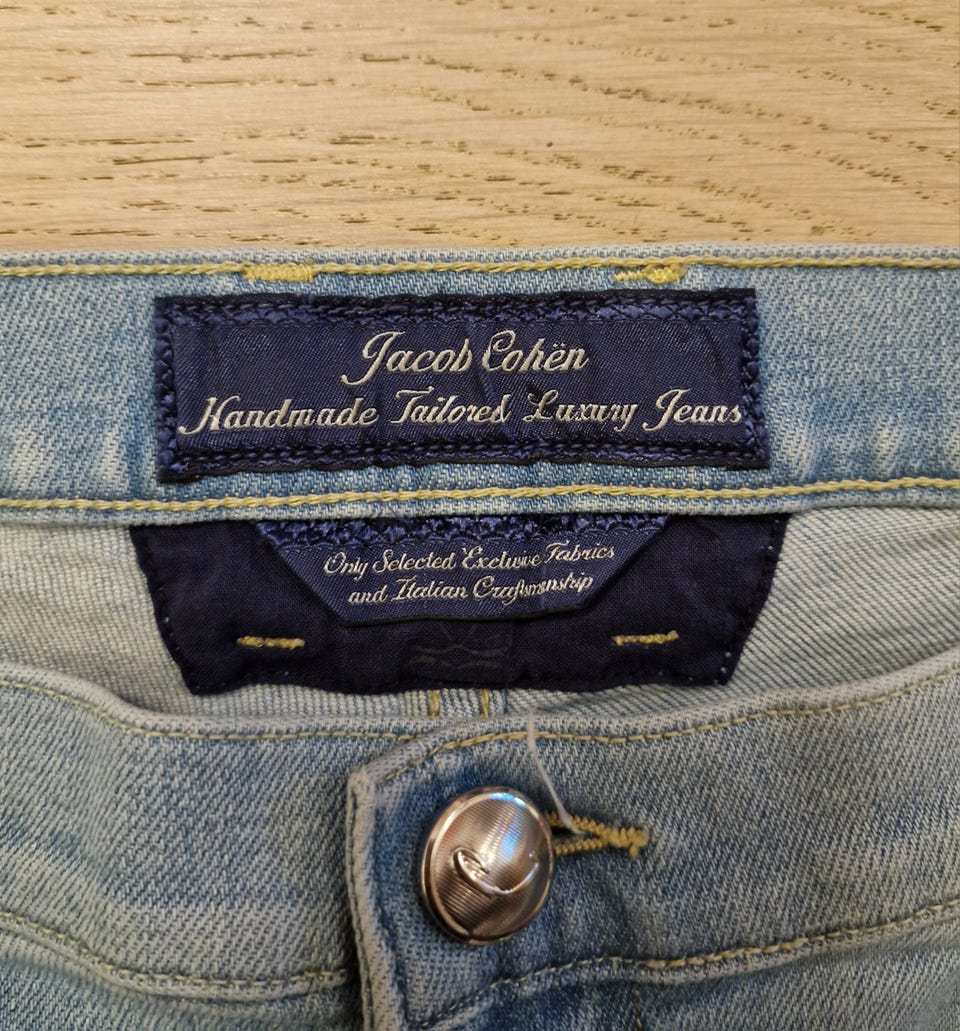 Jacob Cohën
Handmade Tailored Luxury Jeans
Only Selected Exclusive Fabrics
and Italian Craftsmanship